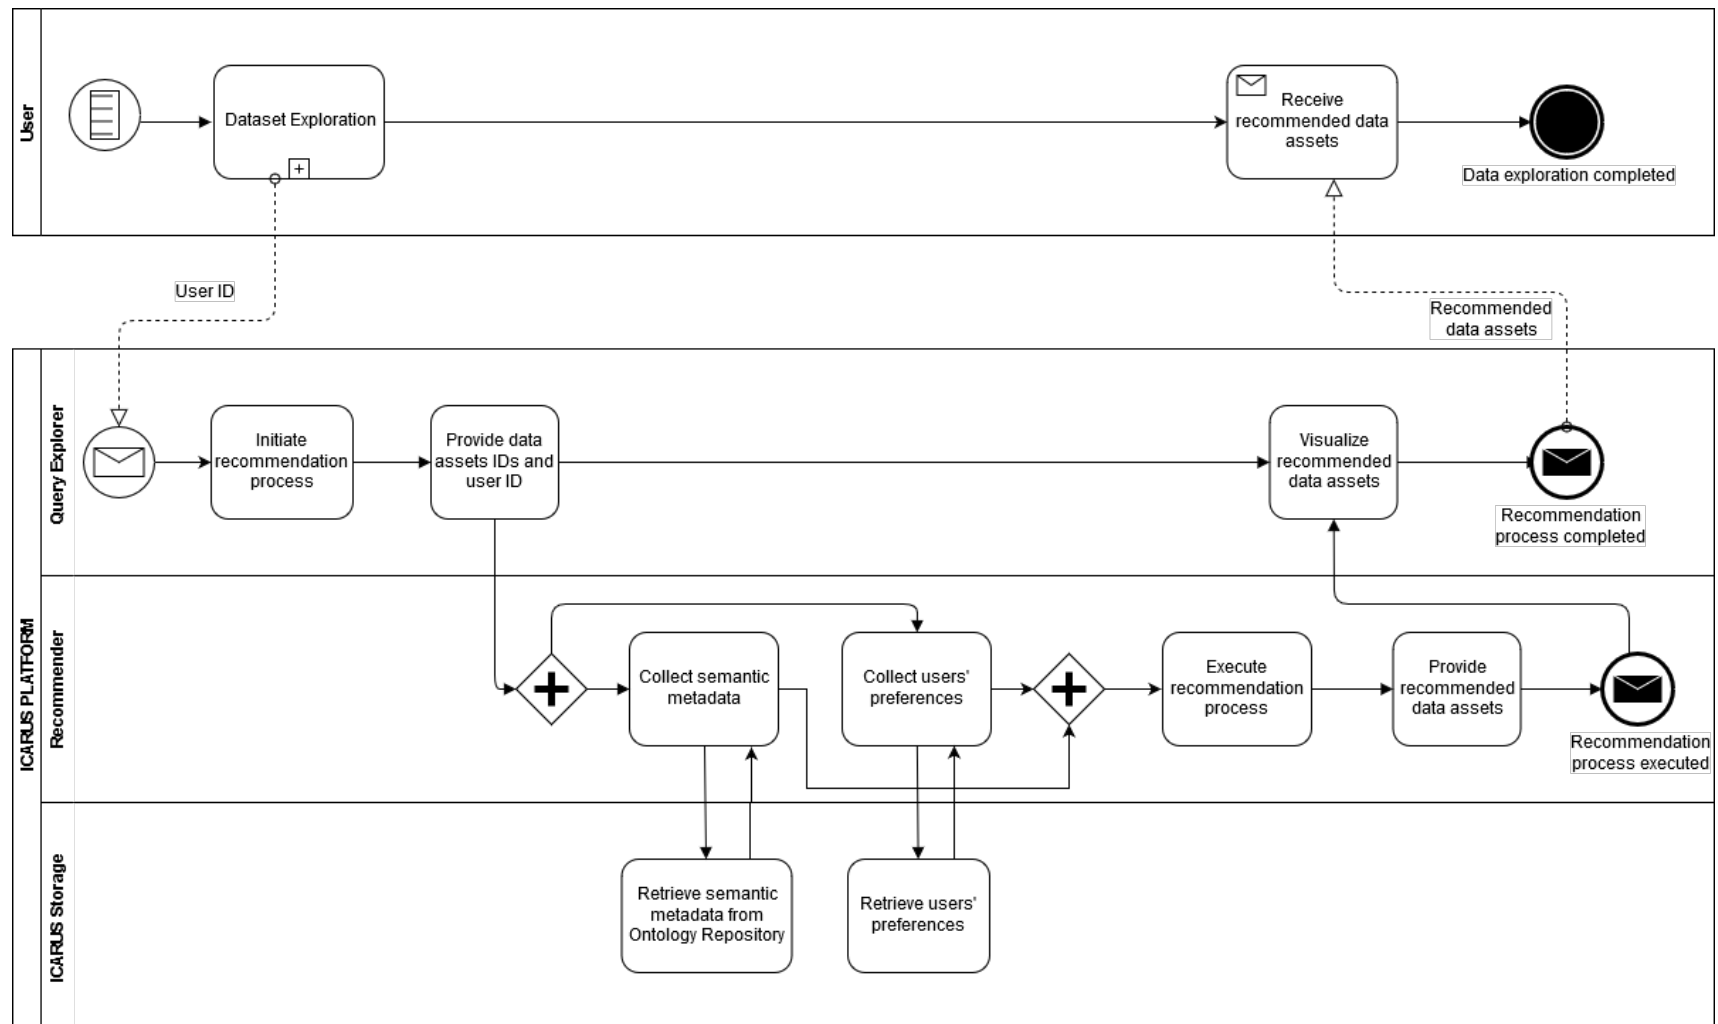 User
Dataset Exploration
Receive
recommended data
assets
Data exploration completed
User ID
Recommended
data assets
ICARUS PLATFORM
Query Explorer
Initiate
recommendation
process
Provide data
assets IDs and
user ID
Visualize
recommended
data assets
Recommendation
process completed
Recommender
Collect semantic
metadata
Collect users'
preferences
Execute
recommendation
process
Provide
recommended
data assets
Recommendation
process executed
ICARUS Storage
Retrieve semantic
metadata from
Ontology Repository
Retrieve users'
preferences